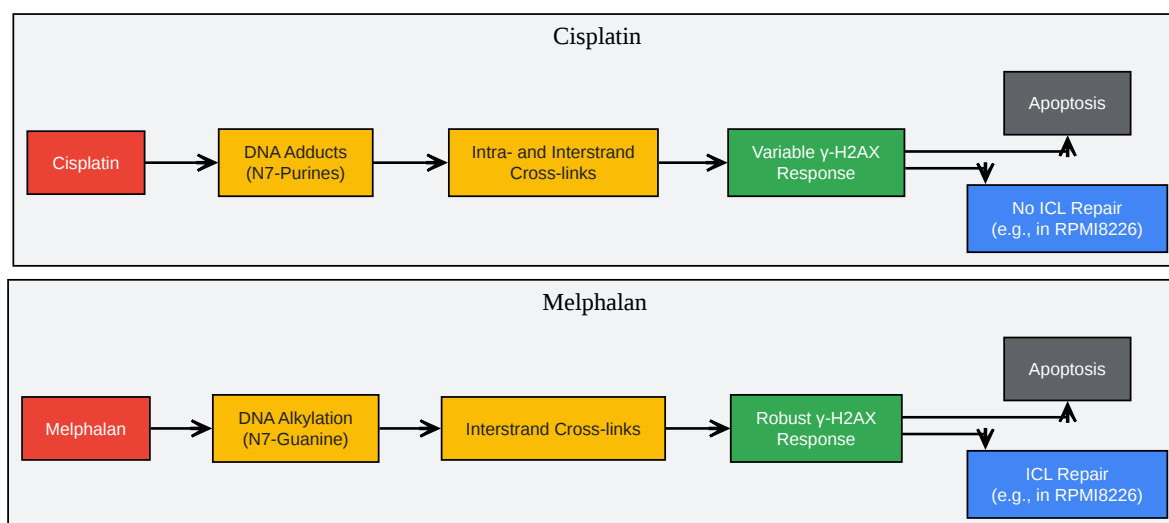 Cisplatin
Apoptosis
Cisplatin
DNA Adducts
(N7-Purines)
Intra- and Interstrand
Cross-links
Variable γ-H2AX
Response
No ICL Repair
(e.g., in RPMI8226)
Melphalan
Apoptosis
Melphalan
DNA Alkylation
(N7-Guanine)
Interstrand Cross-links
Robust γ-H2AX
Response
ICL Repair
(e.g., in RPMI8226)